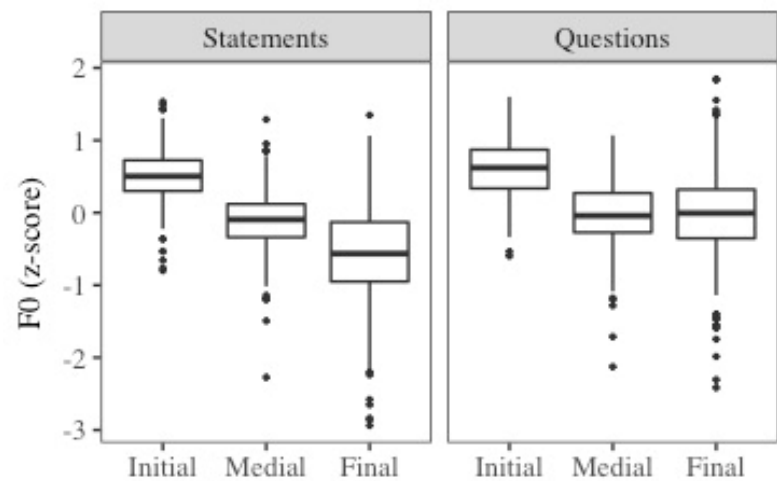 Statements
Questions
F0 (z-score)
2
1
0
-1
-2
-3
Initial Medial Final
Initial Medial Final